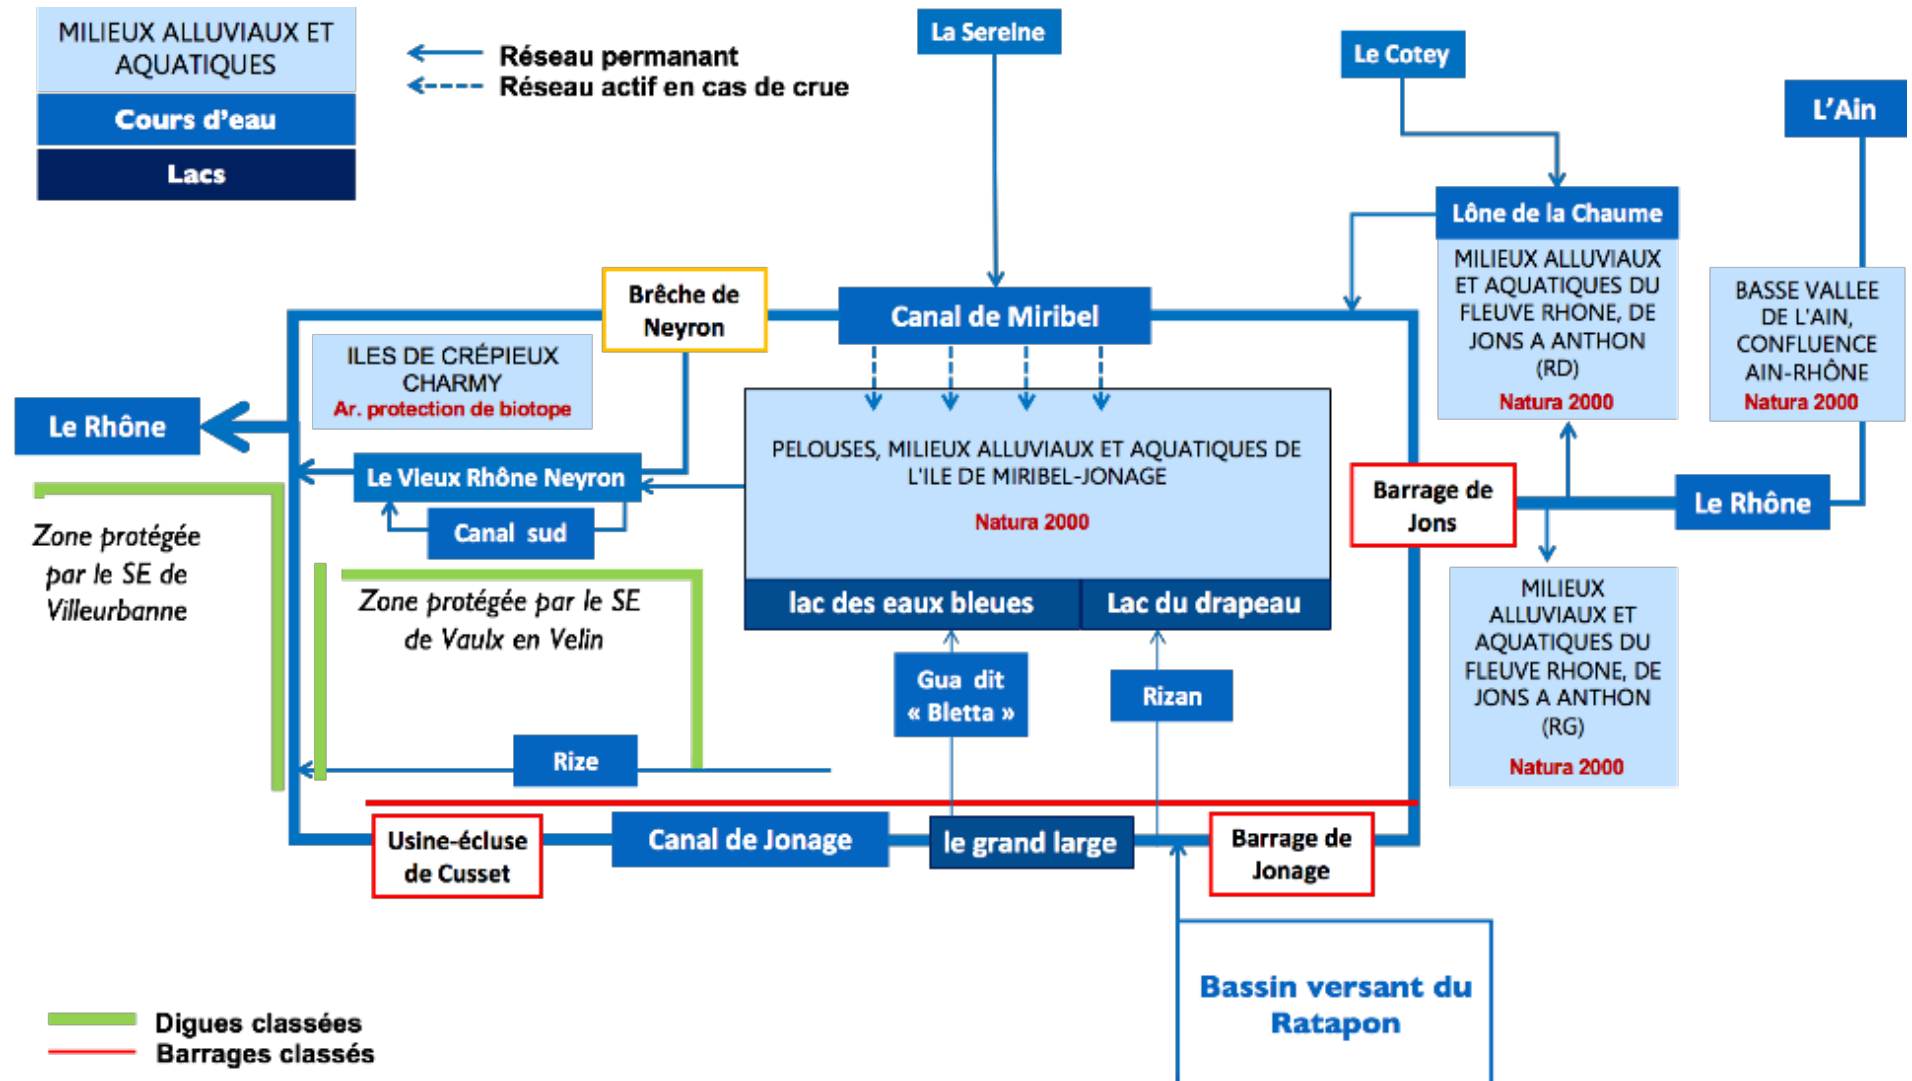 MILIEUX ALLUVIAUX ET
AQUATIQUES
Cours d'eau
Lacs
Réseau permanant
Réseau actif en cas de crue
La Sereine
Le Cotey
L'Ain
Lône de la Chaume
MILIEUX ALLUVIAUX
ET AQUATIQUES DU
FLEUVE RHONE, DE
JONS A ANTHON
(RD)
Natura 2000
BASSE VALLEE
DE L'AIN,
CONFLUENCE
AIN-RHÔNE
Natura 2000
Brêche de
Neyron
Canal de Miribel
ILES DE CRÉPIEUX
CHARMY
Ar. protection de biotope
Le Rhône
Le Vieux Rhône Neyron
Canal sud
PELOUSES, MILIEUX ALLUVIAUX ET AQUATIQUES DE
L'ILE DE MIRIBEL-JONAGE
Natura 2000
lac des eaux bleues
Lac du drapeau
Barrage de
Jons
Le Rhône
Zone protégée
par le SE de
Villeurbanne
Zone protégée par le SE
de Vaulx en Velin
MILIEUX
ALLUVIAUX ET
AQUATIQUES DU
FLEUVE RHONE, DE
JONS A ANTHON
(RG)
Natura 2000
Gua dit
« Bletta »
Rizan
Rize
Usine-écluse
de Cusset
Canal de Jonage
le grand large
Barrage de
Jonage
Bassin versant du
Ratapon
Digues classées
Barrages classés